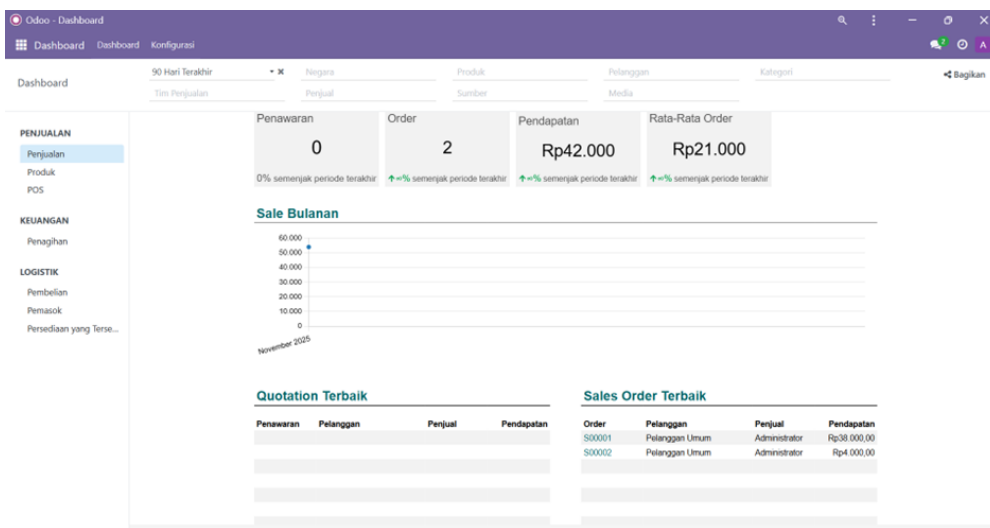 Odoo - Dashboard
Dashboard Dashboard Konfigurasi
2
A
Dashboard
90 Hari Terakhir Negara Produk Pelanggan Kategori
Bagikan
Tim Penjualan Penjual Sumber Media
PENJUALAN
Penjualan
Produk
POS
KEUANGAN
Penagihan
LOGISTIK
Pembelian
Pemasok
Persediaan yang Terse...
Penawaran Order Pendapatan Rata-Rata Order
0 2 Rp42.000 Rp21.000
0% semenjak periode terakhir ↑∞% semenjak periode terakhir ↑∞% semenjak periode terakhir ↑∞% semenjak periode terakhir
Sale Bulanan
60.000
50.000
40.000
30.000
20.000
10.000
0
November 2025
Quotation Terbaik
Penawaran Pelanggan Penjual Pendapatan
Sales Order Terbaik
Order Pelanggan Penjual Pendapatan
S00001 Pelanggan Umum Administrator Rp38.000,00
S00002 Pelanggan Umum Administrator Rp4.000,00